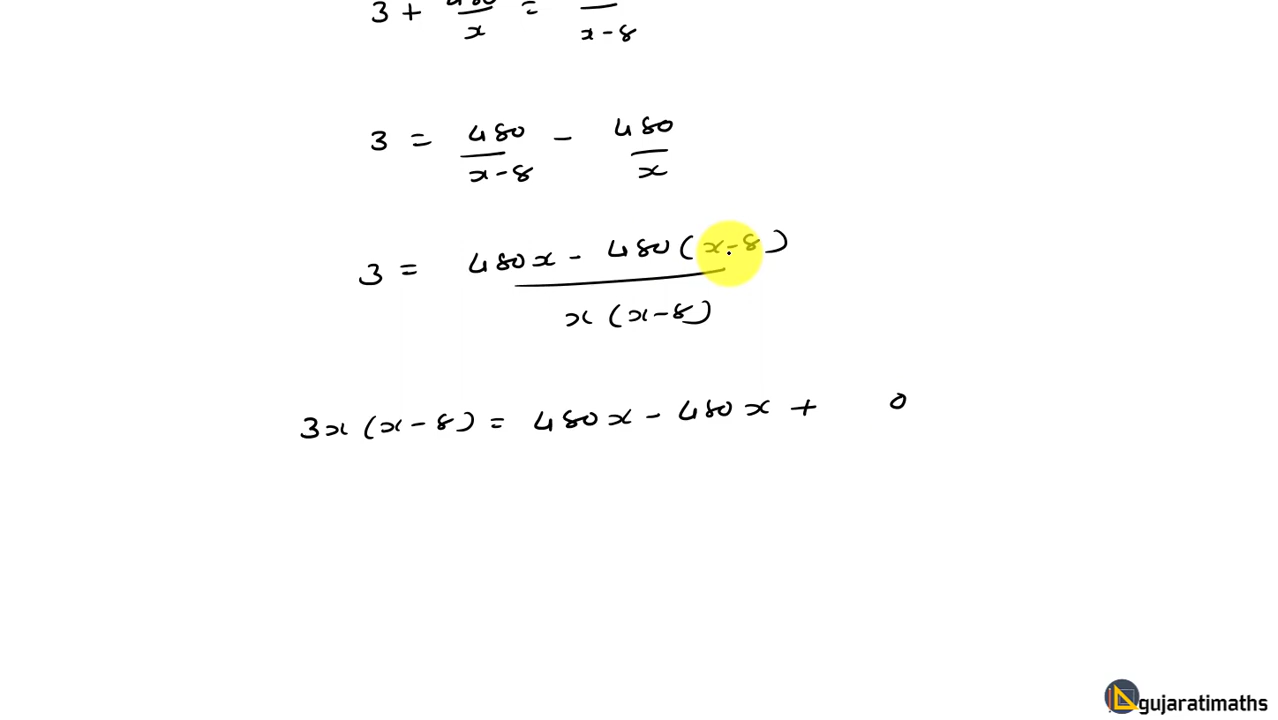 3 + 480/x = /x-8
3 = 480/x-8 - 480/x
3 = 480x - 480(x-8)/x(x-8)
3x(x-8) = 480x - 480x + 0
gujaratimaths